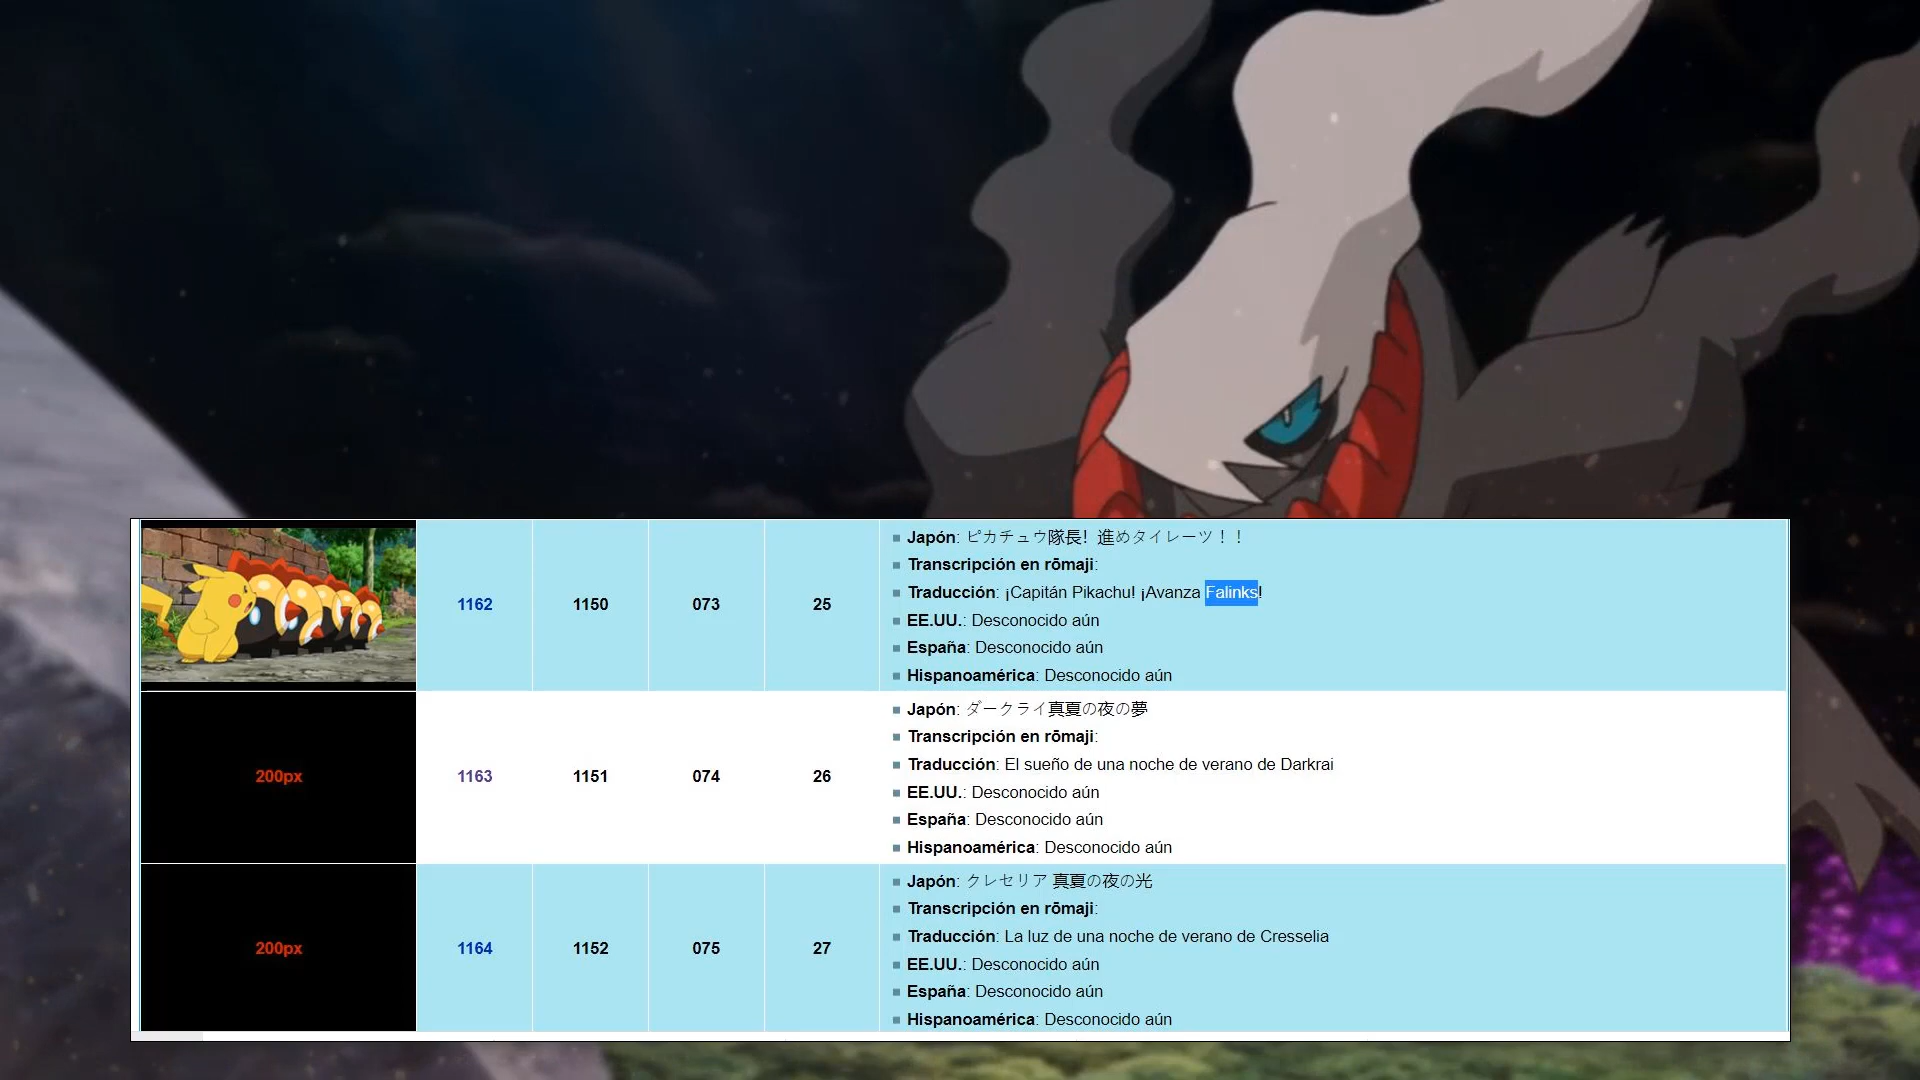 1162
1150
073
25
Japón: ピカチュウ隊長! 進めタイレーツ！！
Transcripción en rōmaji:
Traducción: ¡Capitán Pikachu! ¡Avanza Falinks!
EE.UU.: Desconocido aún
España: Desconocido aún
Hispanoamérica: Desconocido aún
200px
1163
1151
074
26
Japón: ダークライ真夏の夜の夢
Transcripción en rōmaji:
Traducción: El sueño de una noche de verano de Darkrai
EE.UU.: Desconocido aún
España: Desconocido aún
Hispanoamérica: Desconocido aún
200px
1164
1152
075
27
Japón: クレセリア 真夏の夜の光
Transcripción en rōmaji:
Traducción: La luz de una noche de verano de Cresselia
EE.UU.: Desconocido aún
España: Desconocido aún
Hispanoamérica: Desconocido aún